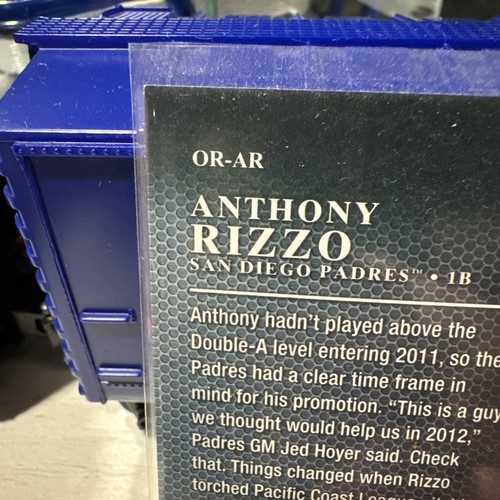 OR-AR
ANTHONY
RIZZO
SAN DIEGO PADRES™ • 1B
Anthony hadn't played above the
Double-A level entering 2011, so the
Padres had a clear time frame in
mind for his promotion. “This is a guy
we thought would help us in 2012,”
Padres GM Jed Hoyer said. Check
that. Things changed when Rizzo
torched Pacific Coast